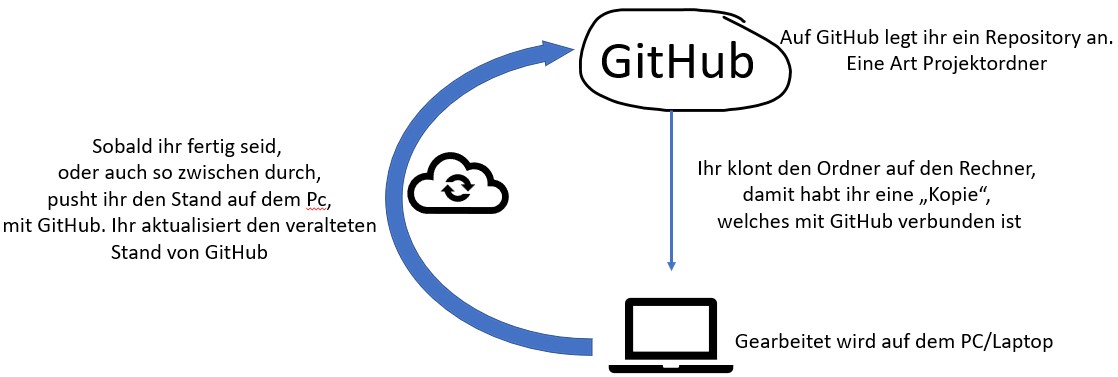 GitHub
Auf GitHub legt ihr ein Repository an.
Eine Art Projektordner
Sobald ihr fertig seid,
oder auch so zwischen durch,
pusht ihr den Stand auf dem Pc,
mit GitHub. Ihr aktualisiert den veralteten
Stand von GitHub
Ihr klont den Ordner auf den Rechner,
damit habt ihr eine „Kopie“,
welches mit GitHub verbunden ist
Gearbeitet wird auf dem PC/Laptop